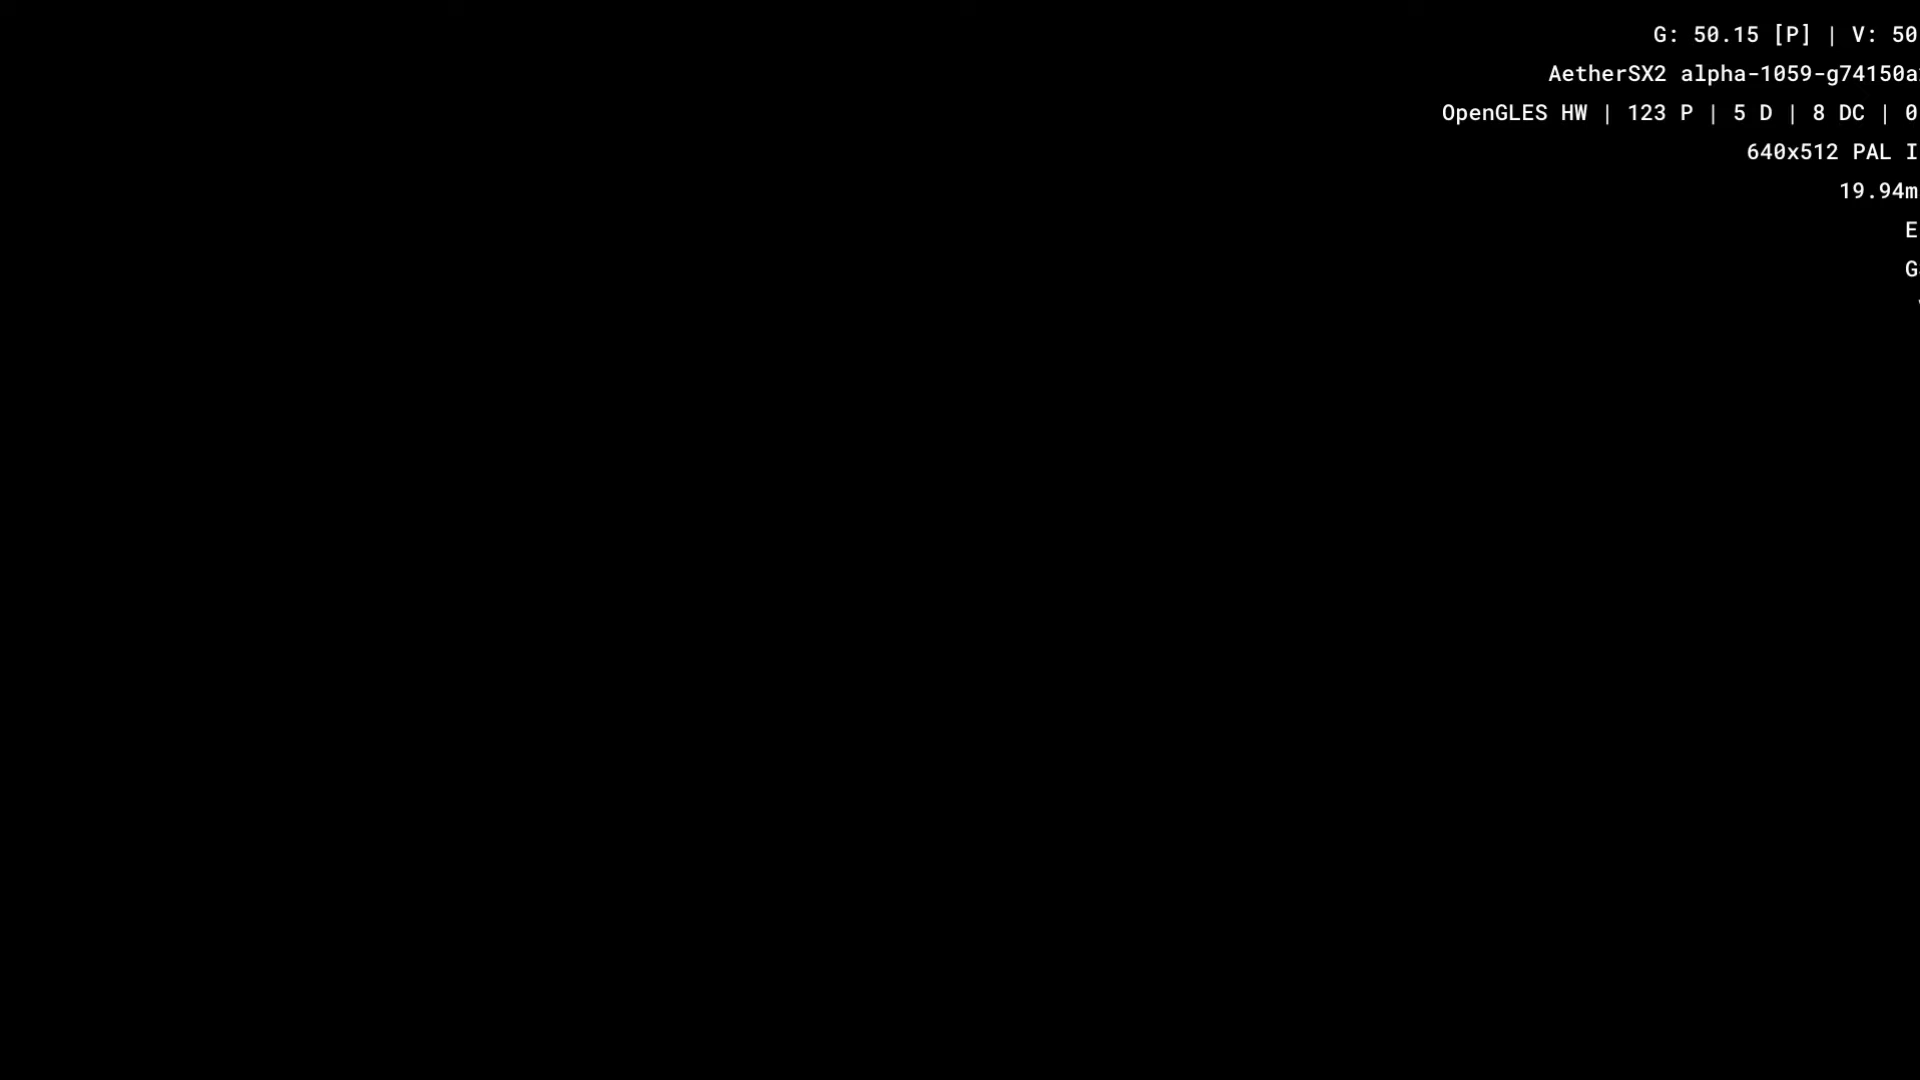 G: 50.15 [P] | V: 50
AetherSX2 alpha-1059-g74150a
OpenGLES HW | 123 P | 5 D | 8 DC | 0
640x512 PAL I
19.94m
E
G